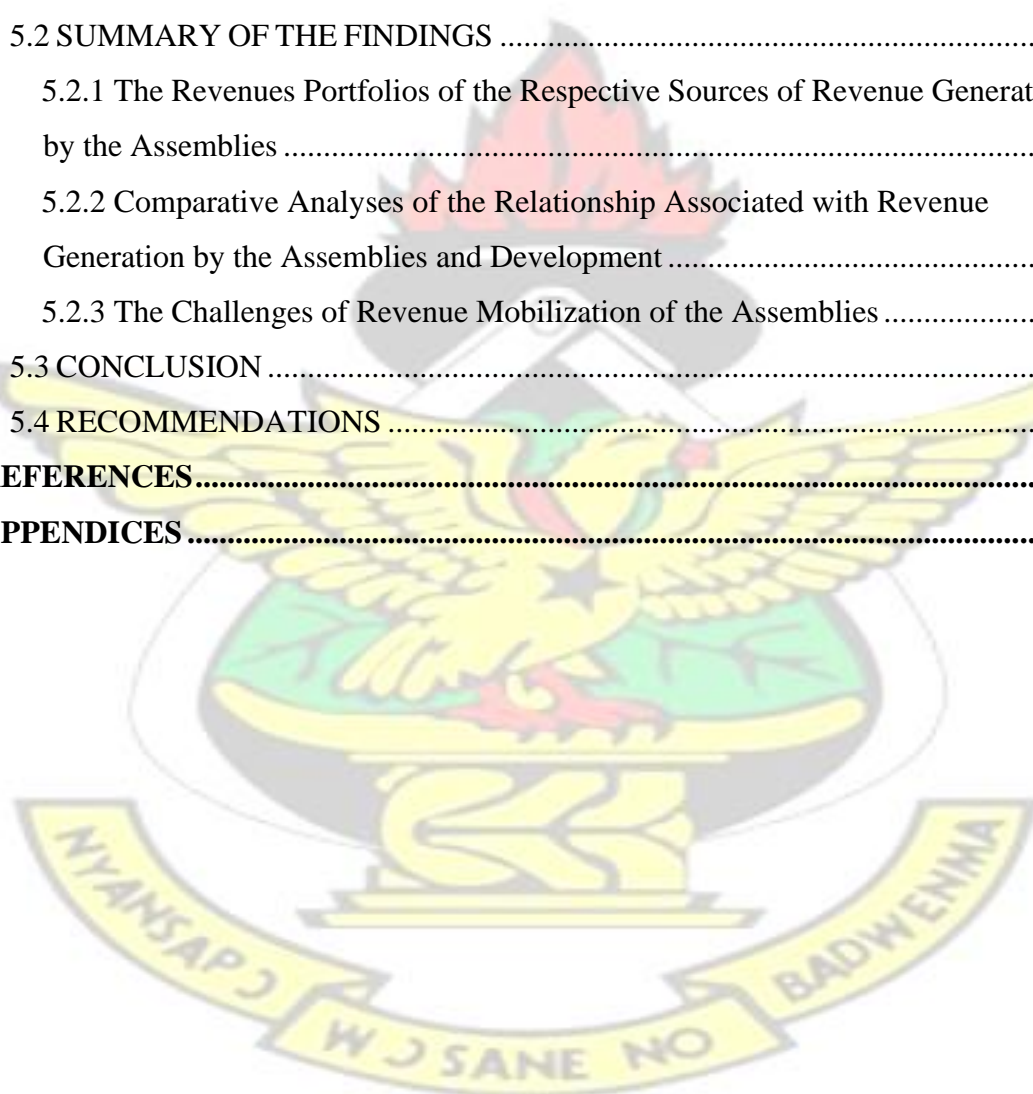 5.2 SUMMARY OF THE FINDINGS ....................................................................
5.2.1 The Revenues Portfolios of the Respective Sources of Revenue Generat
by the Assemblies ...............................................................................................
5.2.2 Comparative Analyses of the Relationship Associated with Revenue
Generation by the Assemblies and Development ..............................................
5.2.3 The Challenges of Revenue Mobilization of the Assemblies ...................
5.3 CONCLUSION ..................................................................................................
5.4 RECOMMENDATIONS ..................................................................................
EFERENCES ............................................................................................................
PPENDICES .............................................................................................................
NYANSAPƆ
WƆSANE NO
BADWENMA